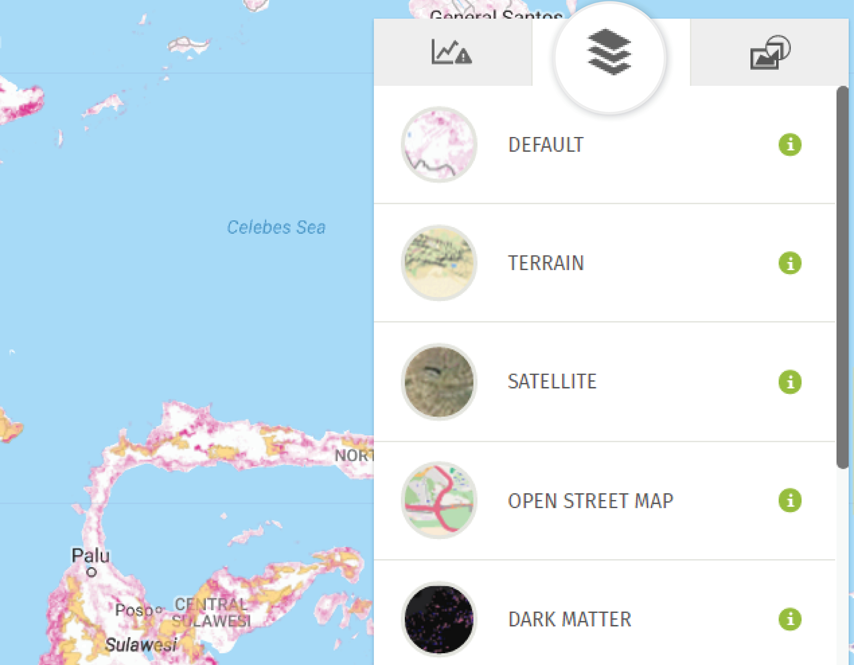 General Santos
DEFAULT
TERRAIN
Celebes Sea
SATELLITE
NORT
OPEN STREET MAP
DARK MATTER
Palu
Poso
CENTRAL
SULAWESI
Sulawesi